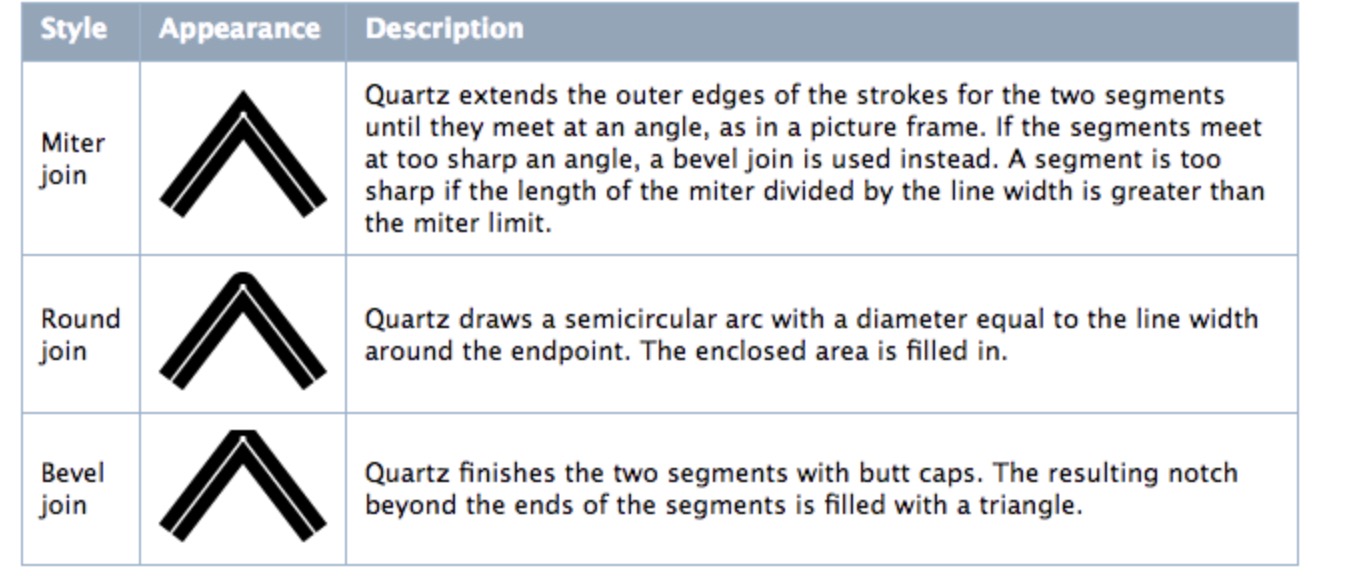 Style Appearance Description
Miter join
Quartz extends the outer edges of the strokes for the two segments
until they meet at an angle, as in a picture frame. If the segments meet
at too sharp an angle, a bevel join is used instead. A segment is too
sharp if the length of the miter divided by the line width is greater than
the miter limit.
Round join
Quartz draws a semicircular arc with a diameter equal to the line width
around the endpoint. The enclosed area is filled in.
Bevel join
Quartz finishes the two segments with butt caps. The resulting notch
beyond the ends of the segments is filled with a triangle.